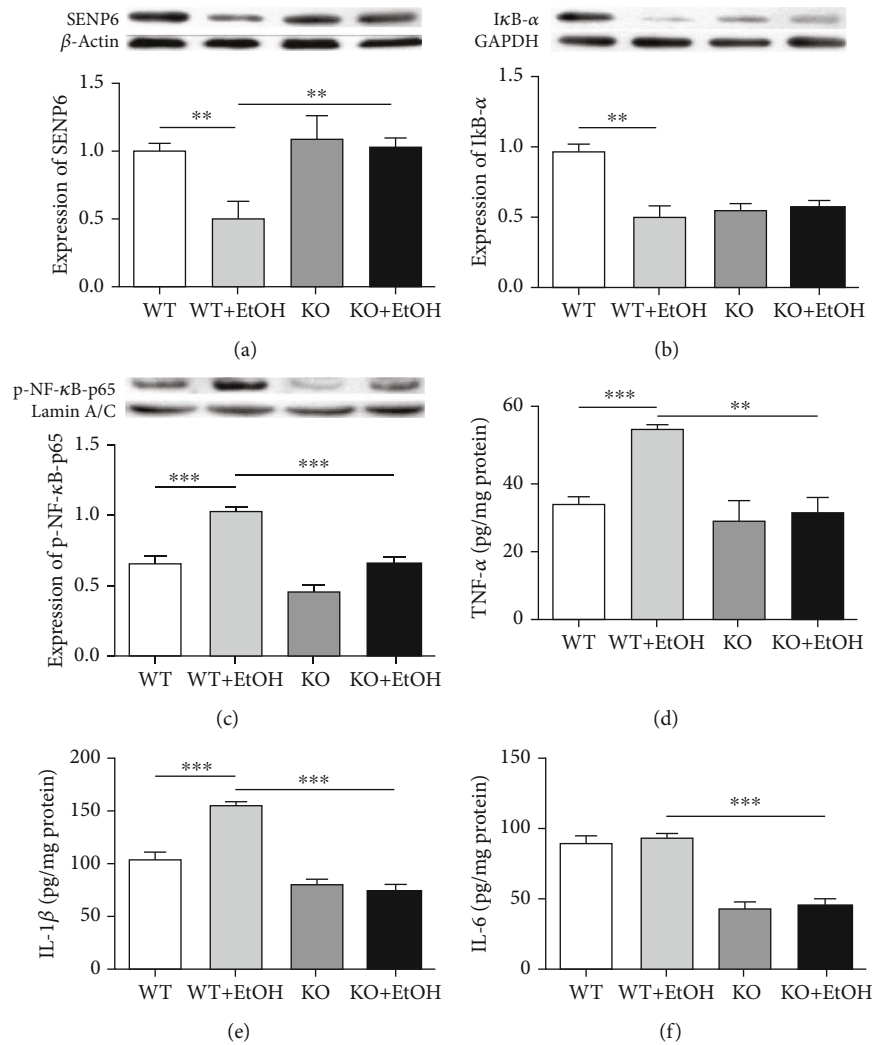 SENP6
β-Actin
Expression of SENP6
1.5
1.0
0.5
0.0
**
**
WT WT+EtOH KO KO+EtOH
(a)
IκB-α
GAPDH
Expression of IkB-α
1.5
1.0
0.5
0.0
**
WT WT+EtOH KO KO+EtOH
(b)
p-NF-κB-p65
Lamin A/C
Expression of p-NF-κB-p65
1.5
1.0
0.5
0.0
***
***
WT WT+EtOH KO KO+EtOH
(c)
TNF-α (pg/mg protein)
60
40
20
0
***
**
WT WT+EtOH KO KO+EtOH
(d)
IL-1β (pg/mg protein)
200
150
100
50
0
***
***
WT WT+EtOH KO KO+EtOH
(e)
IL-6 (pg/mg protein)
150
100
50
0
***
WT WT+EtOH KO KO+EtOH
(f)